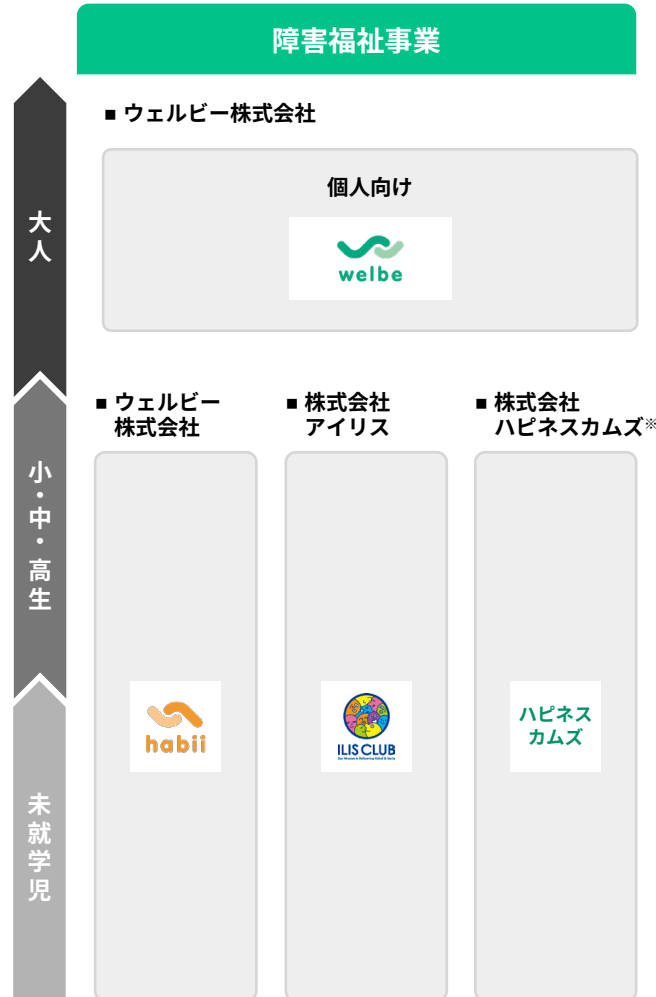 障害福祉事業
■ ウェルビー株式会社
個人向け
welbe
大人
■ ウェルビー
株式会社
■ 株式会社
アイリス
■ 株式会社
ハピネスカムズ※
小・中・高生
habii
ILIS CLUB
ハピネス
カムズ
未就学児